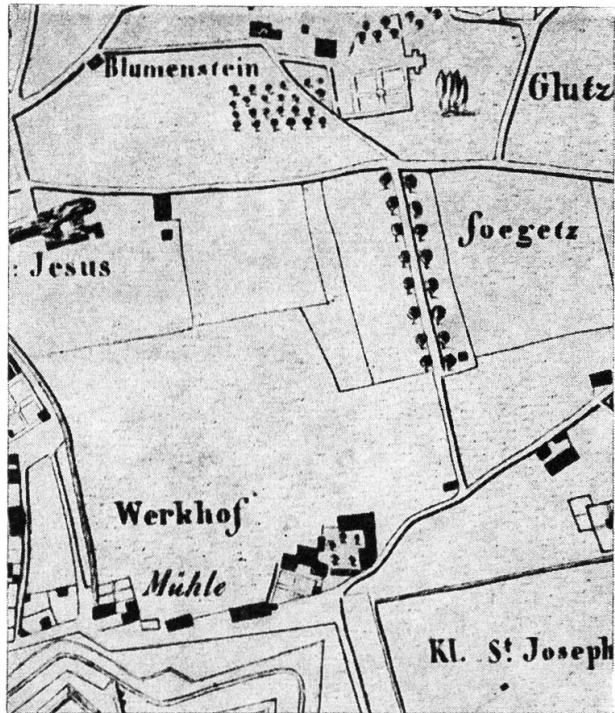 Blumenstein
Glutz
ſoegetz
: Jesus
Werkhof
Mühle
Kl. Sᵗ Joseph